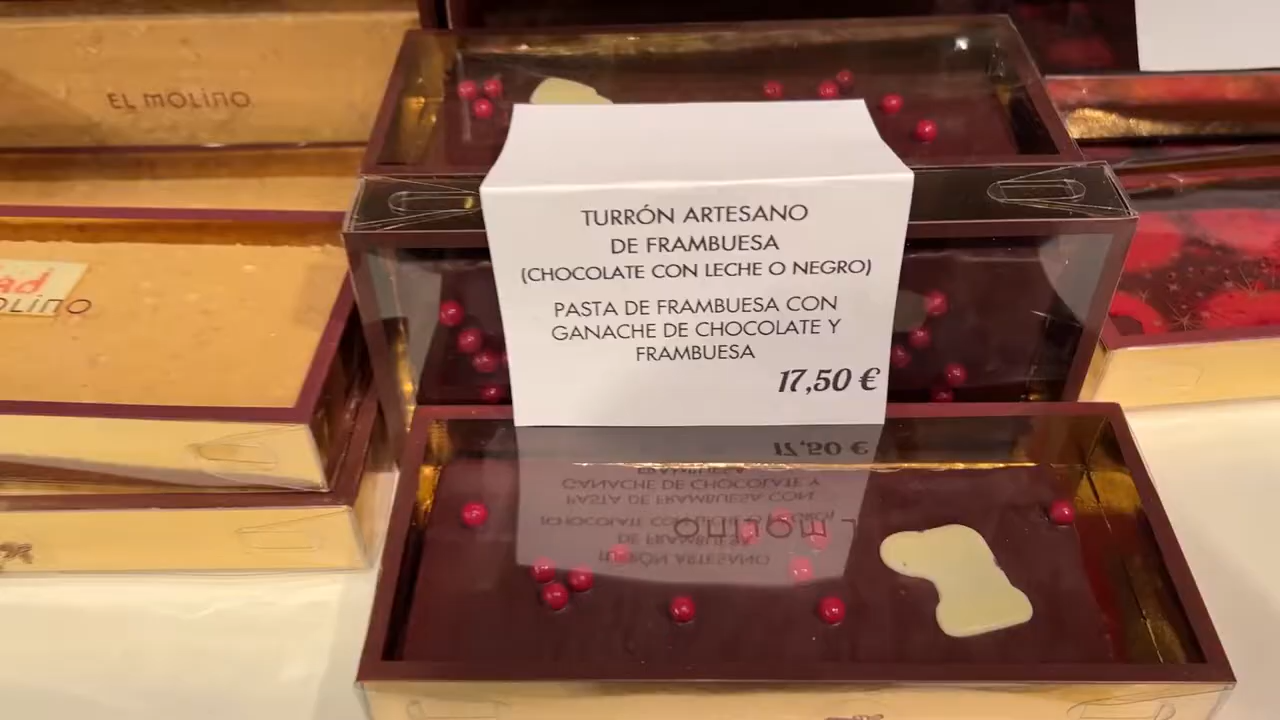 EL MOLINO
TURRÓN ARTESANO
DE FRAMBUESA
(CHOCOLATE CON LECHE O NEGRO)
PASTA DE FRAMBUESA CON
GANACHE DE CHOCOLATE Y
FRAMBUESA
17,50 €